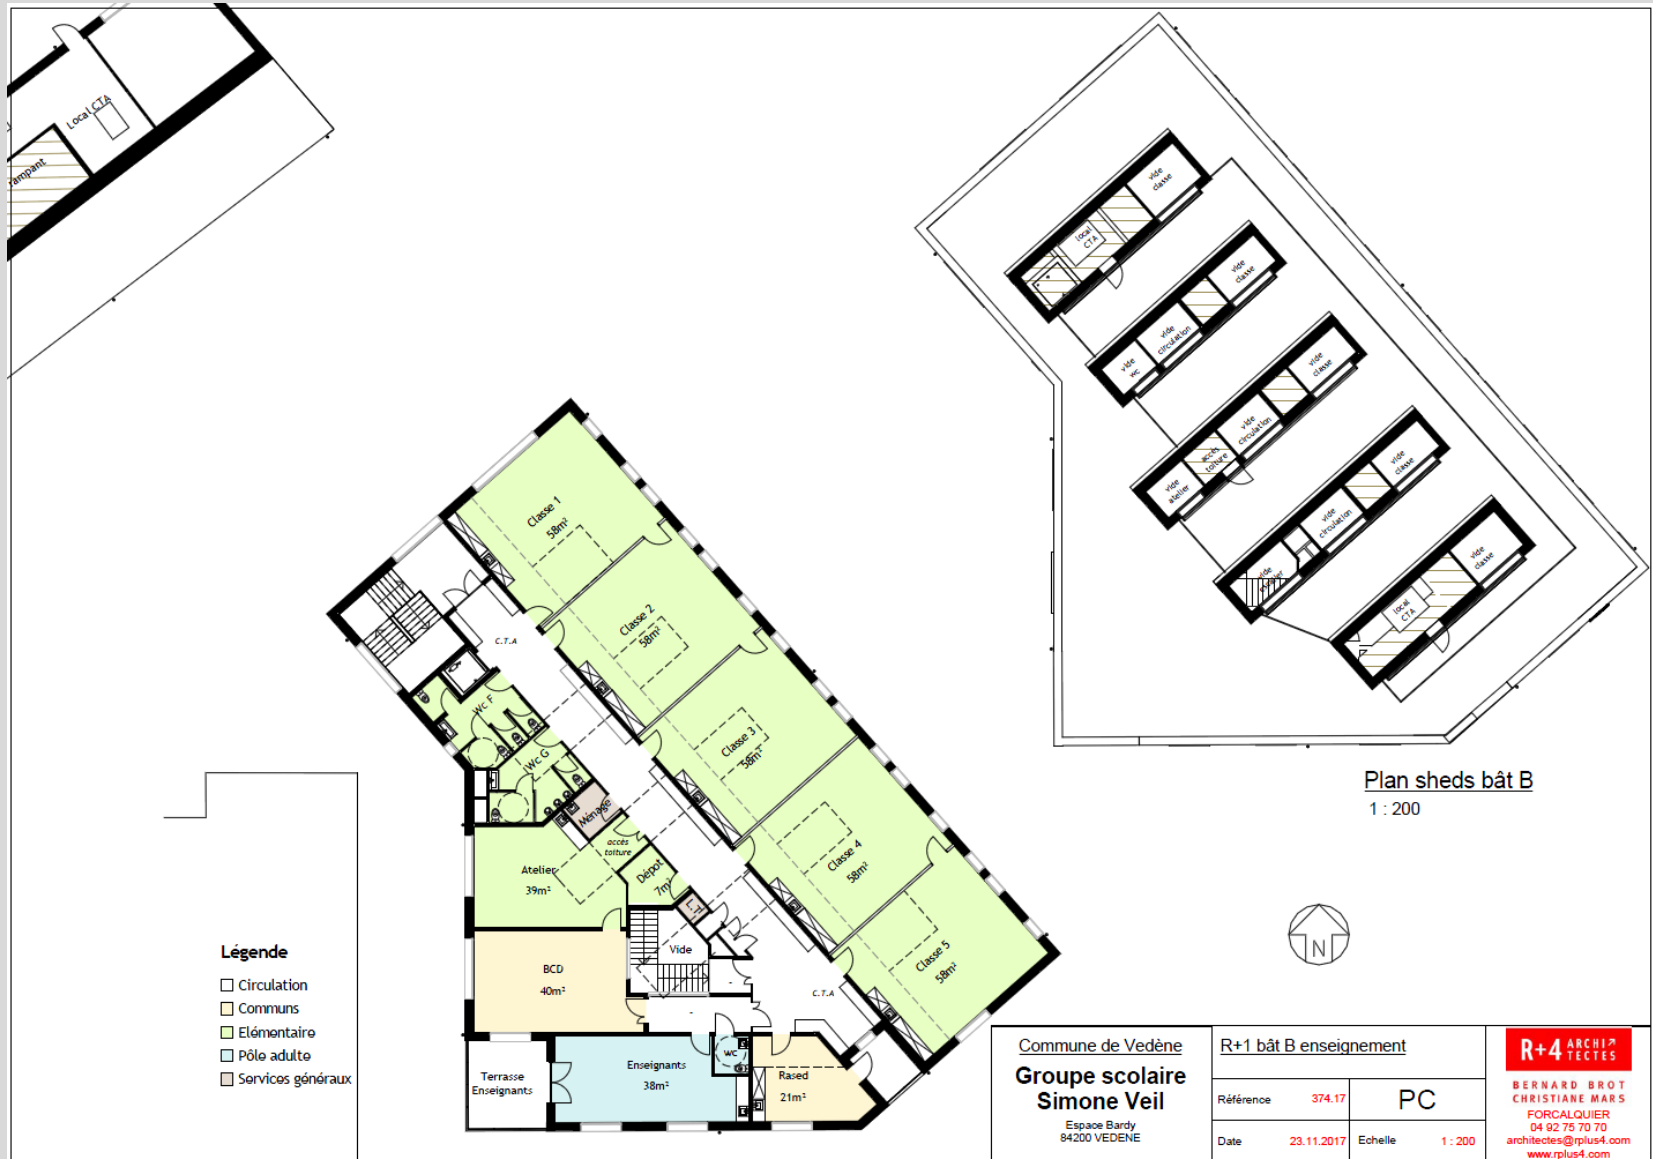 Local CTA
rampant
Classe 1
58m²
Classe 2
58m²
Classe 3
58m²
Classe 4
58m²
Classe 5
58m²
C.T.A
Wc F
Wc G
Ménage
accès
toiture
Atelier
39m²
Dépot
7m²
L.T
Vide
BCD
40m²
C.T.A
Enseignants
38m²
WC
Rased
21m²
Terrasse
Enseignants
Légende
Circulation
Communs
Elémentaire
Pôle adulte
Services généraux
vide
classe
local
CTA
vide
classe
vide
circulation
vide
wc
vide
classe
vide
circulation
accès
toiture
vide
atelier
vide
classe
vide
circulation
vide
vide
classe
local
CTA
Plan sheds bât B
1 : 200
N
Commune de Vedène
Groupe scolaire
Simone Veil
Espace Bardy
84200 VEDENE
R+1 bât B enseignement
Référence 374.17
PC
Date 23.11.2017
Echelle 1 : 200
R+4 ARCHI
TECTES
BERNARD BROT
CHRISTIANE MARS
FORCALQUIER
04 92 75 70 70
architectes@rplus4.com
www.rplus4.com